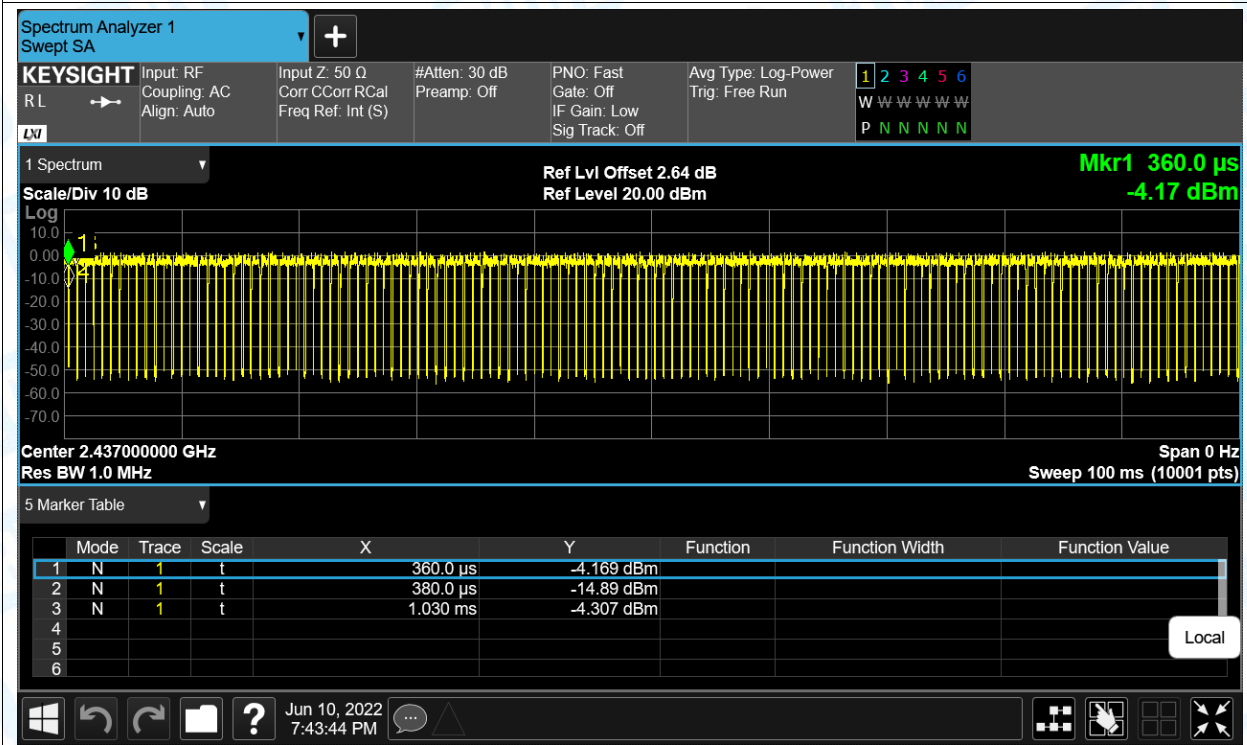 Spectrum Analyzer 1
Swept SA
KEYSIGHT
R L
LXI
Input: RF
Coupling: AC
Align: Auto
Input Z: 50 Ω
Corr CCorr RCal
Freq Ref: Int (S)
#Atten: 30 dB
Preamp: Off
PNO: Fast
Gate: Off
IF Gain: Low
Sig Track: Off
Avg Type: Log-Power
Trig: Free Run
1 2 3 4 5 6
W W W W W W
P N N N N N
1 Spectrum
Scale/Div 10 dB
Ref Lvl Offset 2.64 dB
Ref Level 20.00 dBm
Mkr1 360.0 µs
-4.17 dBm
Log
10.0
0.00
-10.0
-20.0
-30.0
-40.0
-50.0
-60.0
-70.0
1
2
Center 2.437000000 GHz
Res BW 1.0 MHz
Span 0 Hz
Sweep 100 ms (10001 pts)
5 Marker Table
Mode Trace Scale X Y Function Function Width Function Value
1 N 1 t 360.0 µs -4.169 dBm
2 N 1 t 380.0 µs -14.89 dBm
3 N 1 t 1.030 ms -4.307 dBm
4
5
6
Local
?
Jun 10, 2022
7:43:44 PM